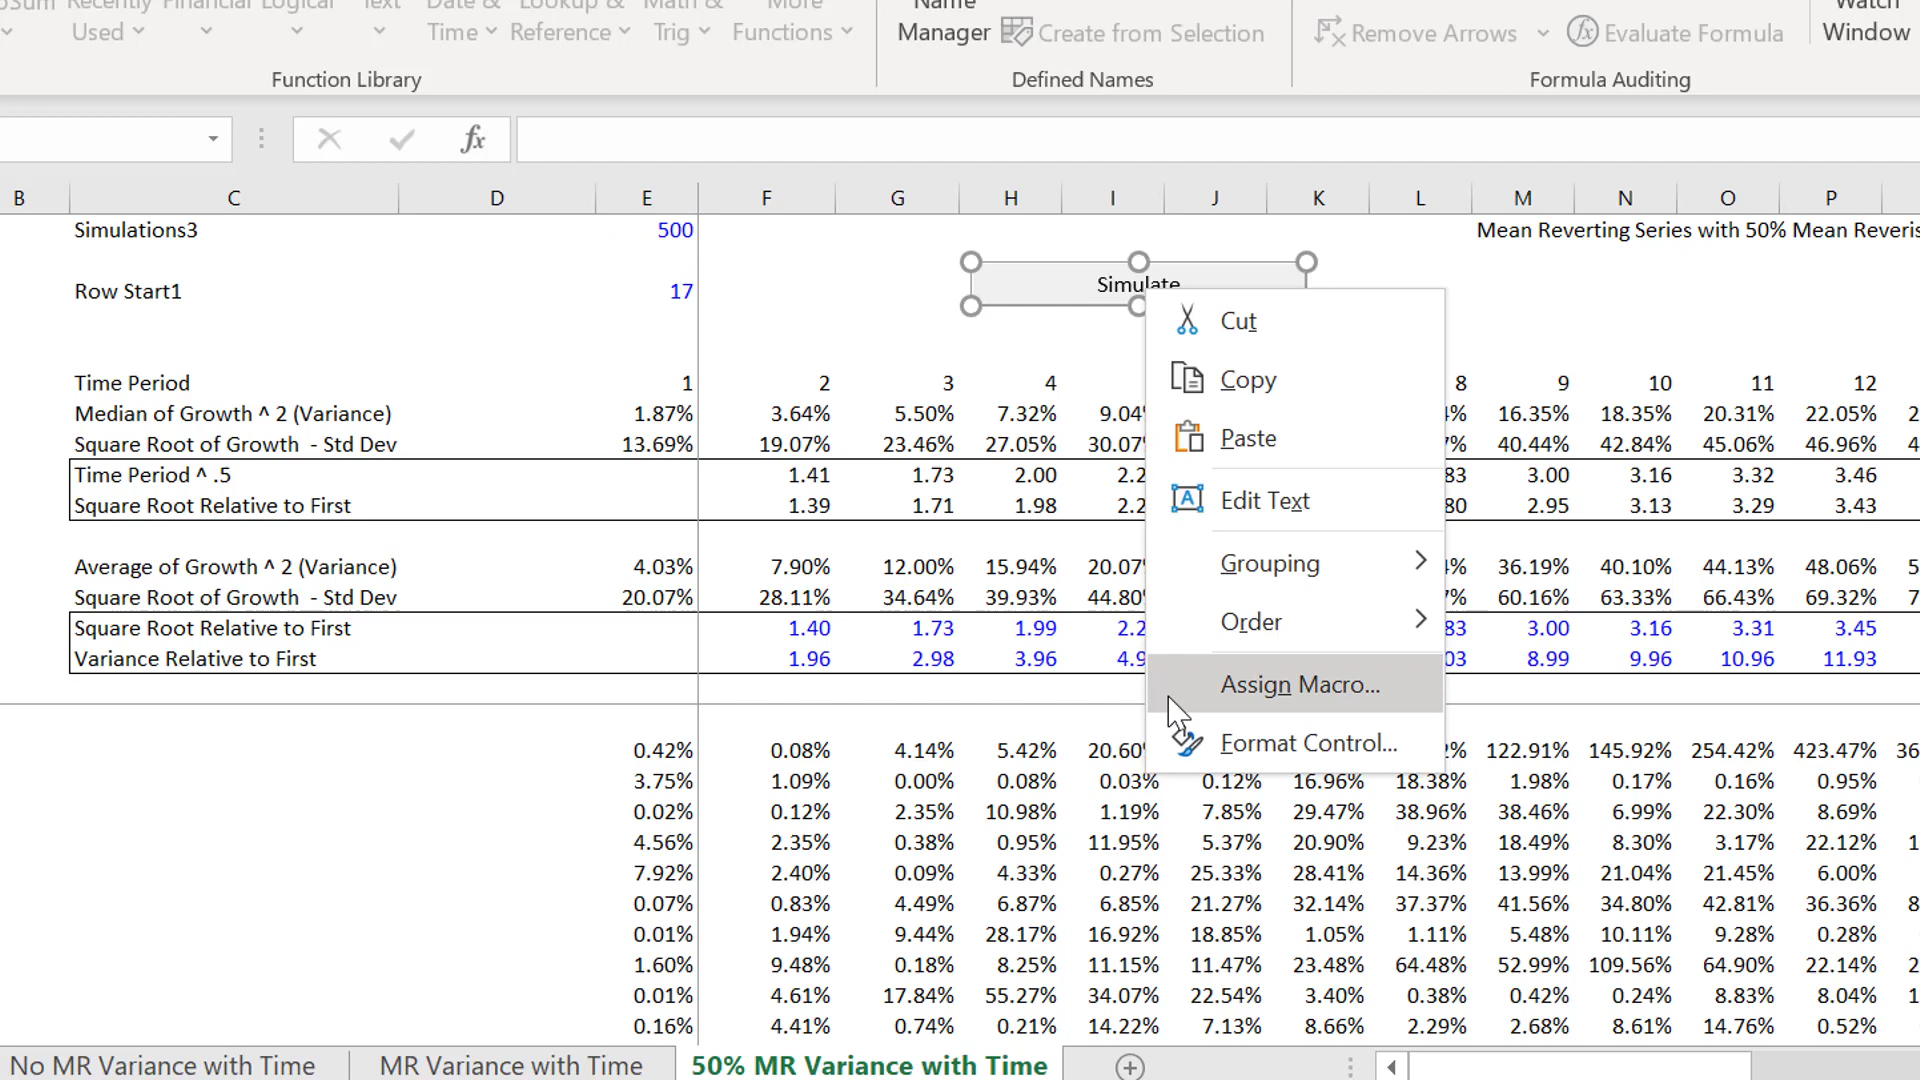 Recently Financial Logical Text Date & Lookup & Math & More Name Watch
Used Time Reference Trig Functions Manager Create from Selection Remove Arrows Evaluate Formula Window
Function Library Defined Names Formula Auditing
fx
B C D E F G H I J K L M N O P
Simulations3 500 Mean Reverting Series with 50% Mean
Simulate
Row Start1 17
Cut
Copy
Paste
Edit Text
Grouping
Order
Assign Macro...
Format Control...
Time Period 1 2 3 4 8 9 10 11 12
Median of Growth ^ 2 (Variance) 1.87% 3.64% 5.50% 7.32% 16.35% 18.35% 20.31% 22.05%
Square Root of Growth - Std Dev 13.69% 19.07% 23.46% 27.05% 40.44% 42.84% 45.06% 46.96%
Time Period ^ .5 1.41 1.73 2.00 3.00 3.16 3.32 3.46
Square Root Relative to First 1.39 1.71 1.98 2.95 3.13 3.29 3.43
Average of Growth ^ 2 (Variance) 4.03% 7.90% 12.00% 15.94% 36.19% 40.10% 44.13% 48.06%
Square Root of Growth - Std Dev 20.07% 28.11% 34.64% 39.93% 60.16% 63.33% 66.43% 69.32%
Square Root Relative to First 1.40 1.73 1.99 3.00 3.16 3.31 3.45
Variance Relative to First 1.96 2.98 3.96 8.99 9.96 10.96 11.93
0.42% 0.08% 4.14% 5.42% 122.91% 145.92% 254.42% 423.47%
3.75% 1.09% 0.00% 0.08% 0.03% 0.12% 16.96% 18.38% 1.98% 0.17% 0.16% 0.95%
0.02% 0.12% 2.35% 10.98% 1.19% 7.85% 29.47% 38.96% 38.46% 6.99% 22.30% 8.69%
4.56% 2.35% 0.38% 0.95% 11.95% 5.37% 20.90% 9.23% 18.49% 8.30% 3.17% 22.12%
7.92% 2.40% 0.09% 4.33% 0.27% 25.33% 28.41% 14.36% 13.99% 21.04% 21.45% 6.00%
0.07% 0.83% 4.49% 6.87% 6.85% 21.27% 32.14% 37.37% 41.56% 34.80% 42.81% 36.36%
0.01% 1.94% 9.44% 28.17% 16.92% 18.85% 1.05% 1.11% 5.48% 10.11% 9.28% 0.28%
1.60% 9.48% 0.18% 8.25% 11.15% 11.47% 23.48% 64.48% 52.99% 109.56% 64.90% 22.14%
0.01% 4.61% 17.84% 55.27% 34.07% 22.54% 3.40% 0.38% 0.42% 0.24% 8.83% 8.04%
0.16% 4.41% 0.74% 0.21% 14.22% 7.13% 8.66% 2.29% 2.68% 8.61% 14.76% 0.52%
No MR Variance with Time MR Variance with Time 50% MR Variance with Time